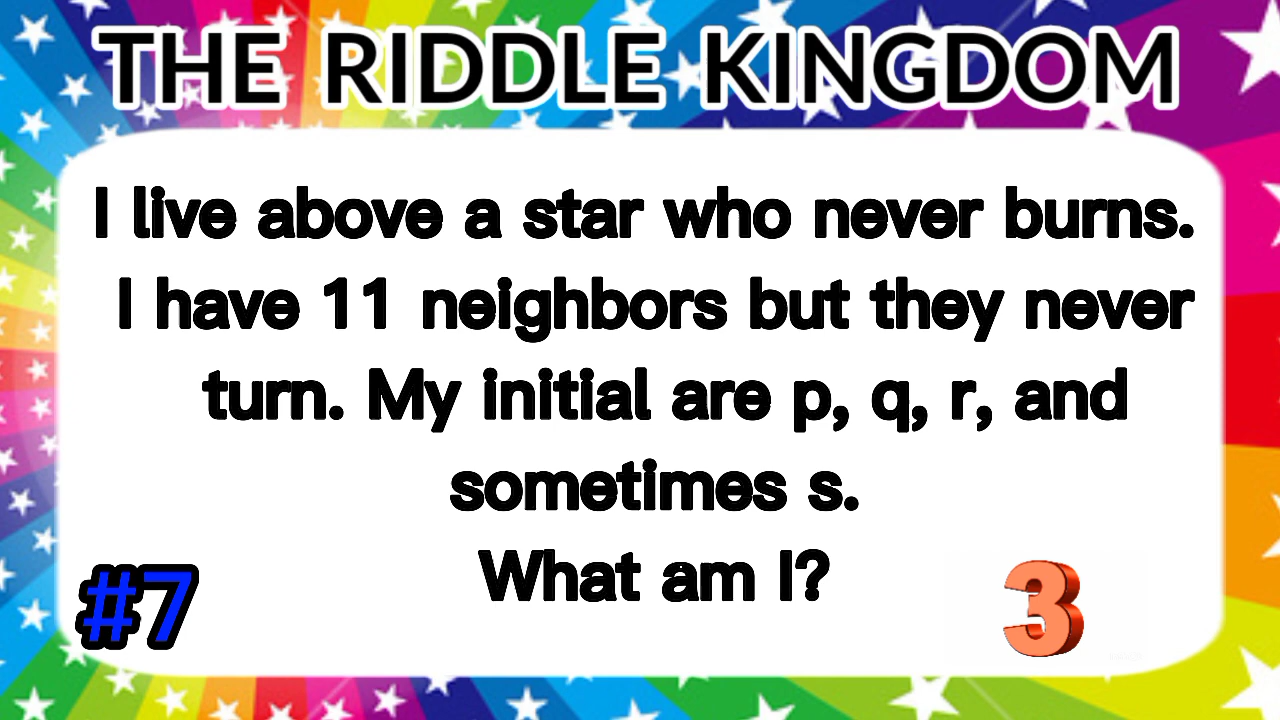 THE RIDDLE KINGDOM
I live above a star who never burns.
I have 11 neighbors but they never
turn. My initial are p, q, r, and
sometimes s.
What am I?
#7
3